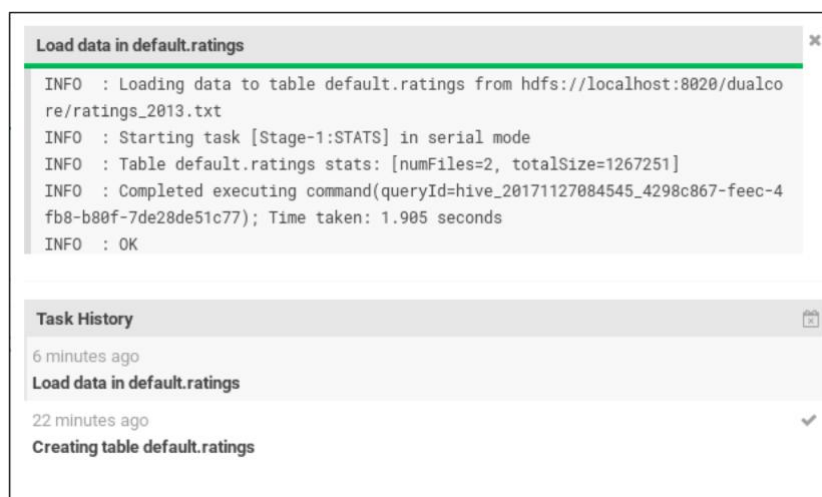 Load data in default.ratings
INFO  : Loading data to table default.ratings from hdfs://localhost:8020/dualco
re/ratings_2013.txt
INFO  : Starting task [Stage-1:STATS] in serial mode
INFO  : Table default.ratings stats: [numFiles=2, totalSize=1267251]
INFO  : Completed executing command(queryId=hive_20171127084545_4298c867-feec-4
fb8-b80f-7de28de51c77); Time taken: 1.905 seconds
INFO  : OK
Task History
6 minutes ago
Load data in default.ratings
22 minutes ago
Creating table default.ratings